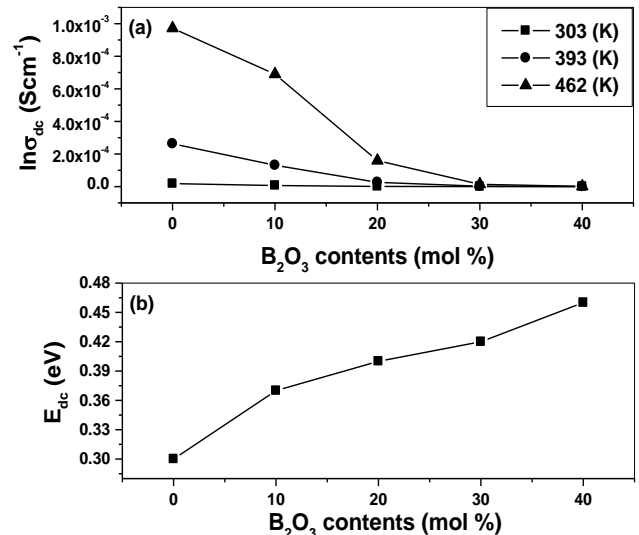 (a)
303 (K)
393 (K)
462 (K)
1.0x10⁻³
8.0x10⁻⁴
6.0x10⁻⁴
4.0x10⁻⁴
2.0x10⁻⁴
0.0
lnσdc (Scm⁻¹)
0 10 20 30 40
B₂O₃ contents (mol %)
(b)
0.48
0.45
0.42
0.39
0.36
0.33
0.30
Edc (eV)
0 10 20 30 40
B₂O₃ contents (mol %)